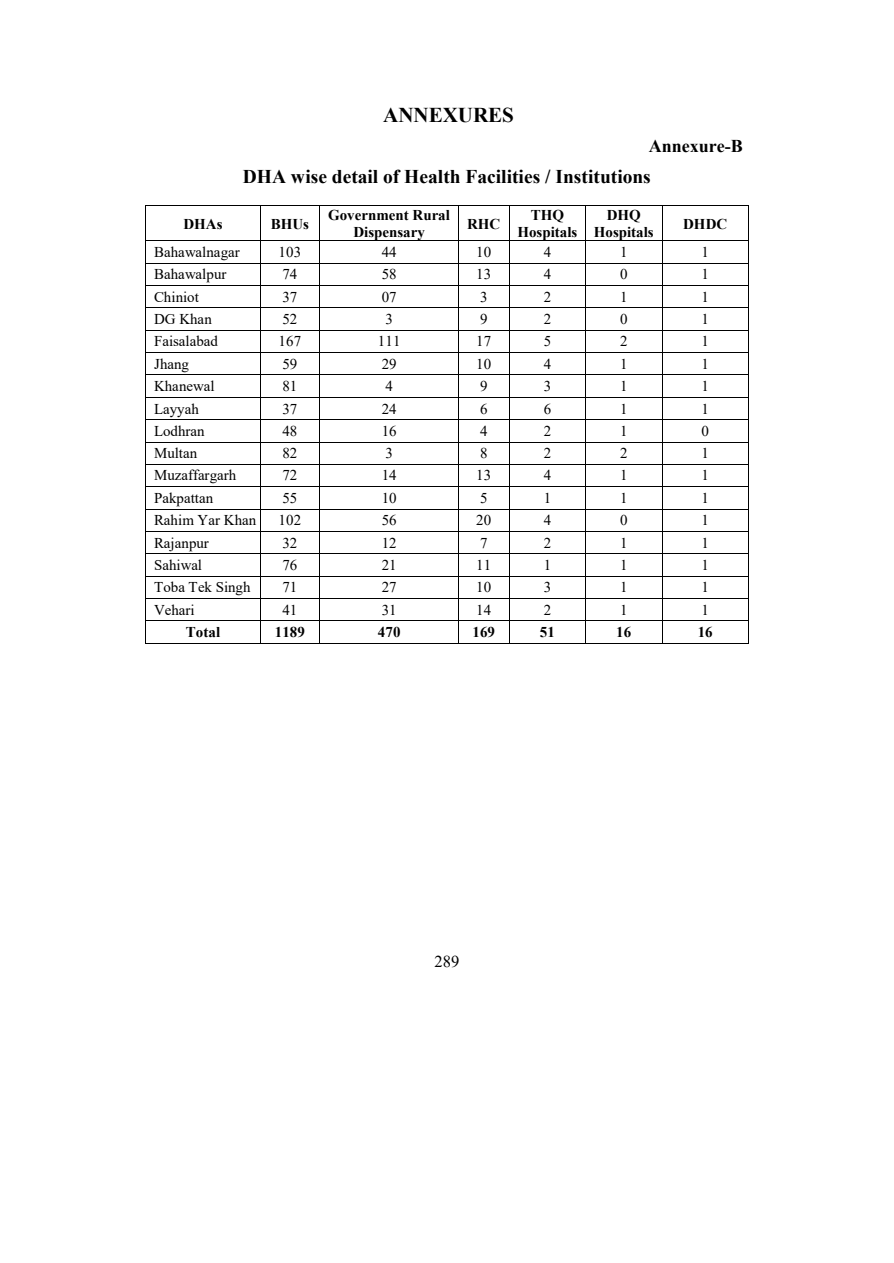 ANNEXURES
Annexure-B
DHA wise detail of Health Facilities / Institutions
DHAs BHUs Government Rural Dispensary RHC THQ Hospitals DHQ Hospitals DHDC
Bahawalnagar 103 44 10 4 1 1
Bahawalpur 74 58 13 4 0 1
Chiniot 37 07 3 2 1 1
DG Khan 52 3 9 2 0 1
Faisalabad 167 111 17 5 2 1
Jhang 59 29 10 4 1 1
Khanewal 81 4 9 3 1 1
Layyah 37 24 6 6 1 1
Lodhran 48 16 4 2 1 0
Multan 82 3 8 2 2 1
Muzaffargarh 72 14 13 4 1 1
Pakpattan 55 10 5 1 1 1
Rahim Yar Khan 102 56 20 4 0 1
Rajanpur 32 12 7 2 1 1
Sahiwal 76 21 11 1 1 1
Toba Tek Singh 71 27 10 3 1 1
Vehari 41 31 14 2 1 1
Total 1189 470 169 51 16 16
289